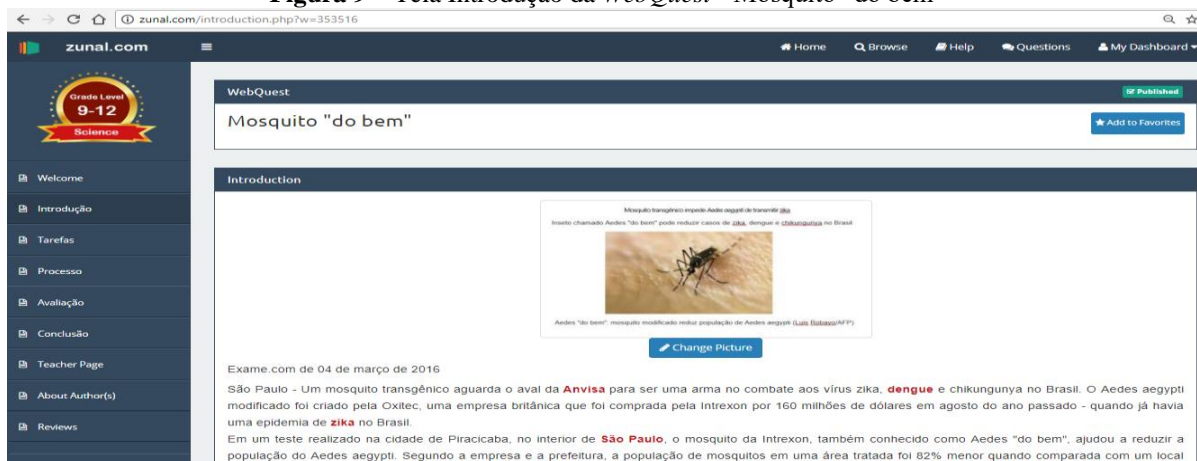 Figura 9 – Tela Introdução da WebQuest "Mosquito "do bem"
zunal.com/introduction.php?w=353516
zunal.com
Home
Browse
Help
Questions
My Dashboard
Grade Level
9-12
Science
WebQuest
Published
Mosquito "do bem"
Add to Favorites
Welcome
Introdução
Tarefas
Processo
Avaliação
Conclusão
Teacher Page
About Author(s)
Reviews
Introduction
Mosquito transgênico impede Aedes aegypti de transmitir zika
Inseto chamado Aedes "do bem" pode reduzir casos de zika, dengue e chikungunya no Brasil
Aedes "do bem": mosquito modificado reduz população de Aedes aegypti (Luis Robayo/AFP)
Change Picture
Exame.com de 04 de março de 2016
São Paulo - Um mosquito transgênico aguarda o aval da Anvisa para ser uma arma no combate aos vírus zika, dengue e chikungunya no Brasil. O Aedes aegypti
modificado foi criado pela Oxitec, uma empresa britânica que foi comprada pela Intrexon por 160 milhões de dólares em agosto do ano passado - quando já havia
uma epidemia de zika no Brasil.
Em um teste realizado na cidade de Piracicaba, no interior de São Paulo, o mosquito da Intrexon, também conhecido como Aedes "do bem", ajudou a reduzir a
população do Aedes aegypti. Segundo a empresa e a prefeitura, a população de mosquitos em uma área tratada foi 82% menor quando comparada com um local